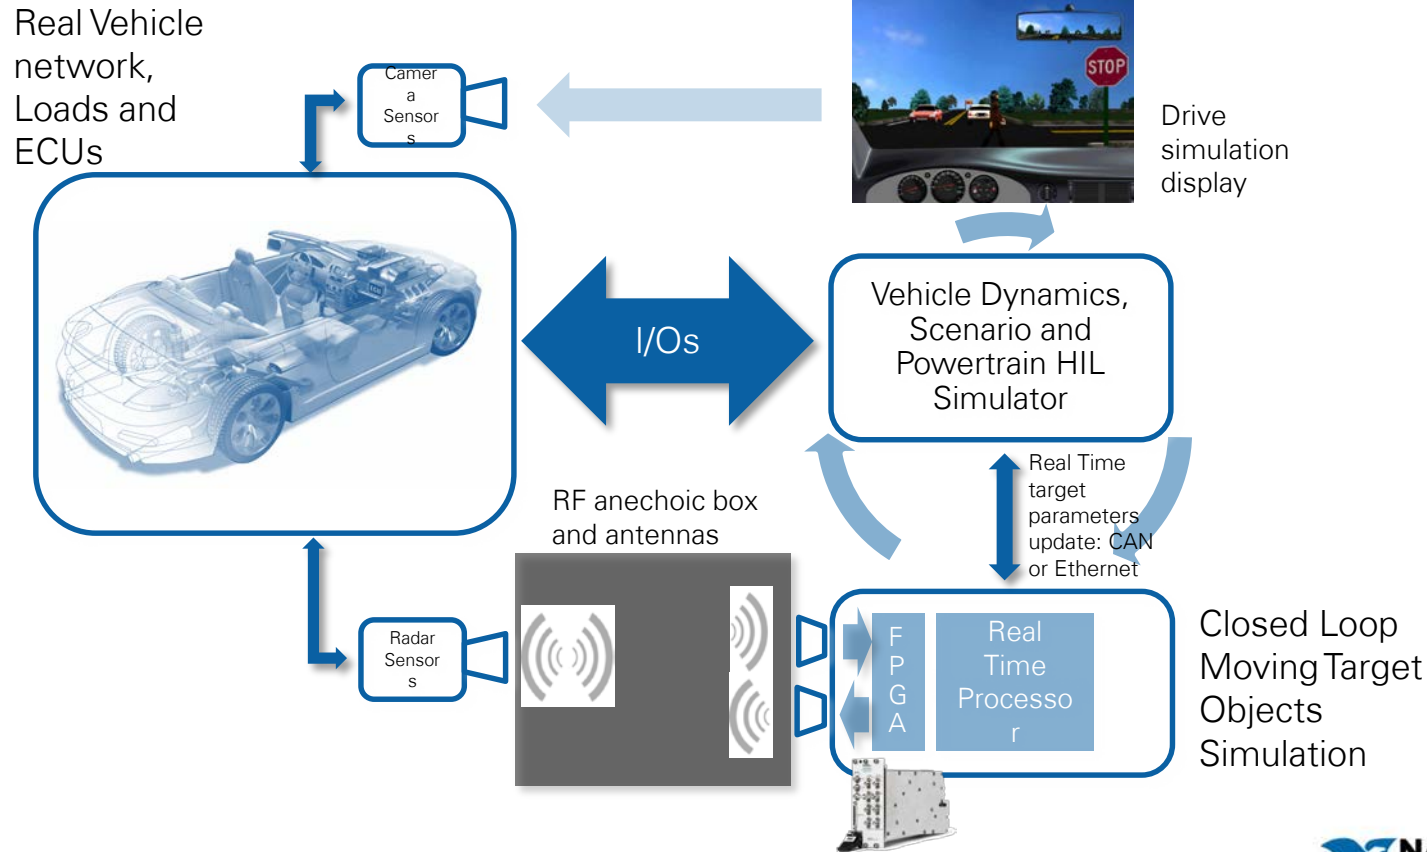 Real Vehicle
network,
Loads and
ECUs
Camer
a
Sensor
s
STOP
Drive
simulation
display
I/Os
Vehicle Dynamics,
Scenario and
Powertrain HIL
Simulator
Real Time
target
parameters
update: CAN
or Ethernet
RF anechoic box
and antennas
Radar
Sensor
s
F
P
G
A
Real
Time
Processo
r
Closed Loop
Moving Target
Objects
Simulation
N